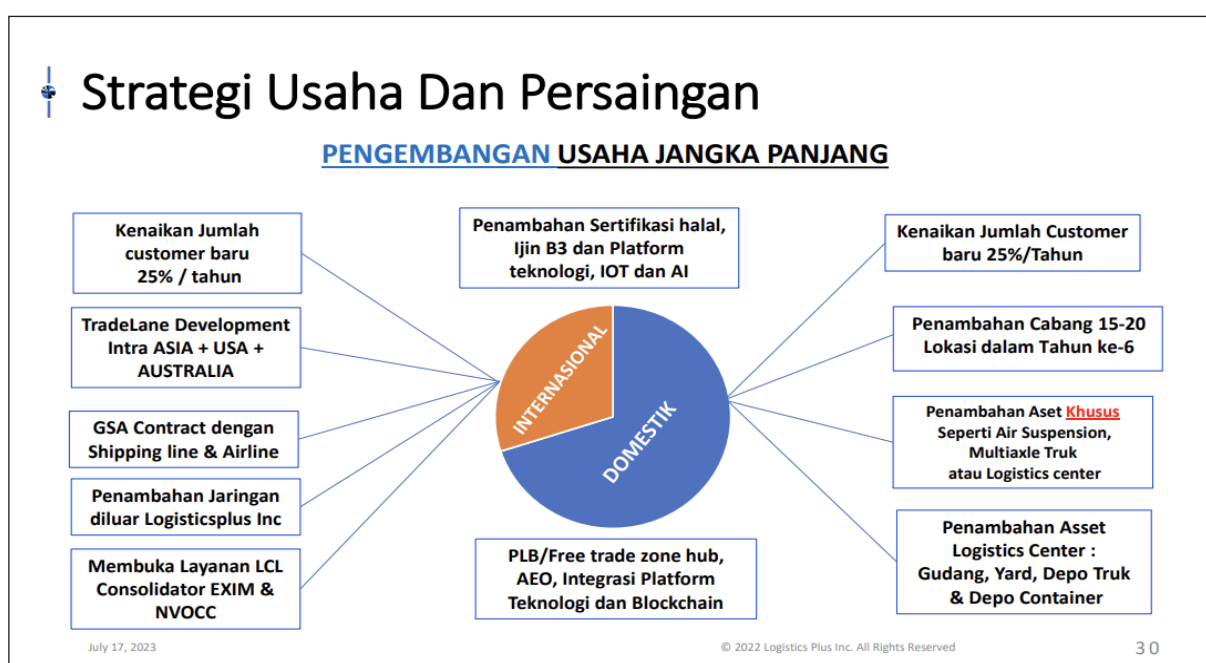 Strategi Usaha Dan Persaingan
PENGEMBANGAN USAHA JANGKA PANJANG
Kenaikan Jumlah
customer baru
25% / tahun
TradeLane Development
Intra ASIA + USA +
AUSTRALIA
GSA Contract dengan
Shipping line & Airline
Penambahan Jaringan
diluar Logisticsplus Inc
Membuka Layanan LCL
Consolidator EXIM &
NVOCC
Penambahan Sertifikasi halal,
Ijin B3 dan Platform
teknologi, IOT dan AI
INTERNASIONAL
DOMESTIK
PLB/Free trade zone hub,
AEO, Integrasi Platform
Teknologi dan Blockchain
Kenaikan Jumlah Customer
baru 25%/Tahun
Penambahan Cabang 15-20
Lokasi dalam Tahun ke-6
Penambahan Aset Khusus
Seperti Air Suspension,
Multiaxle Truk
atau Logistics center
Penambahan Asset
Logistics Center :
Gudang, Yard, Depo Truk
& Depo Container
July 17, 2023
© 2022 Logistics Plus Inc. All Rights Reserved
30